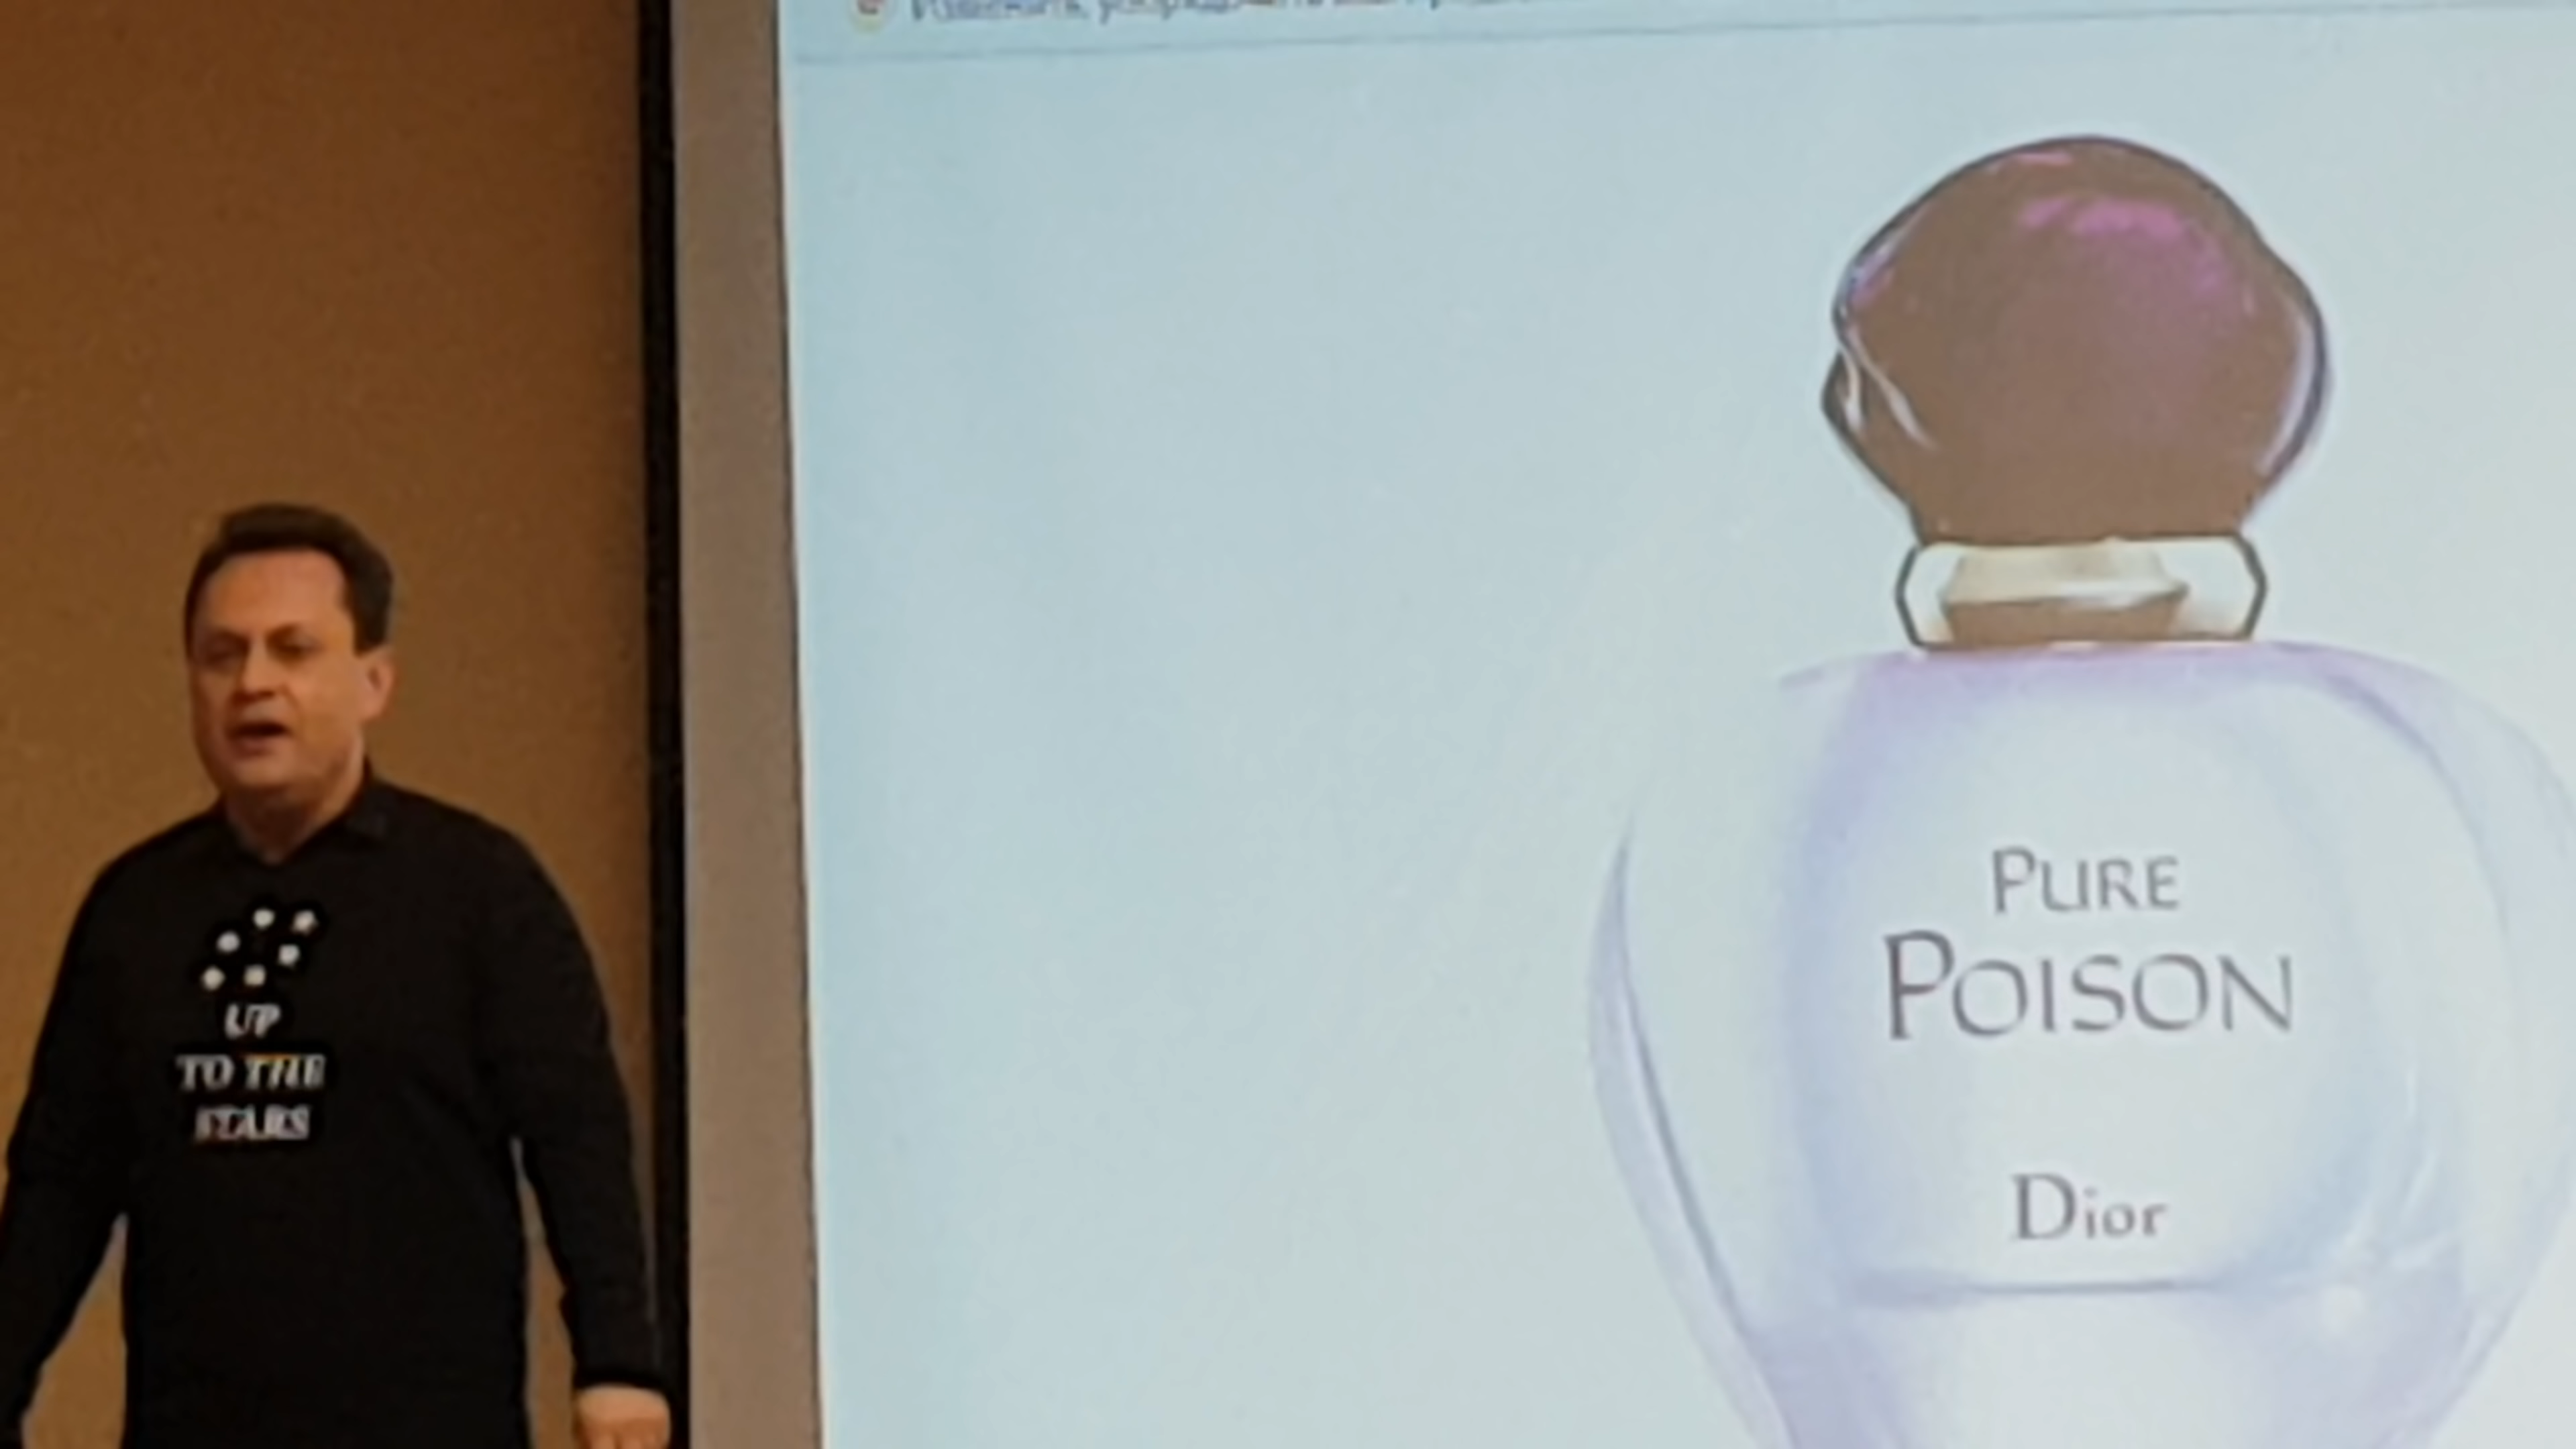 UP
TO THE
STARS
PURE
POISON
Dior